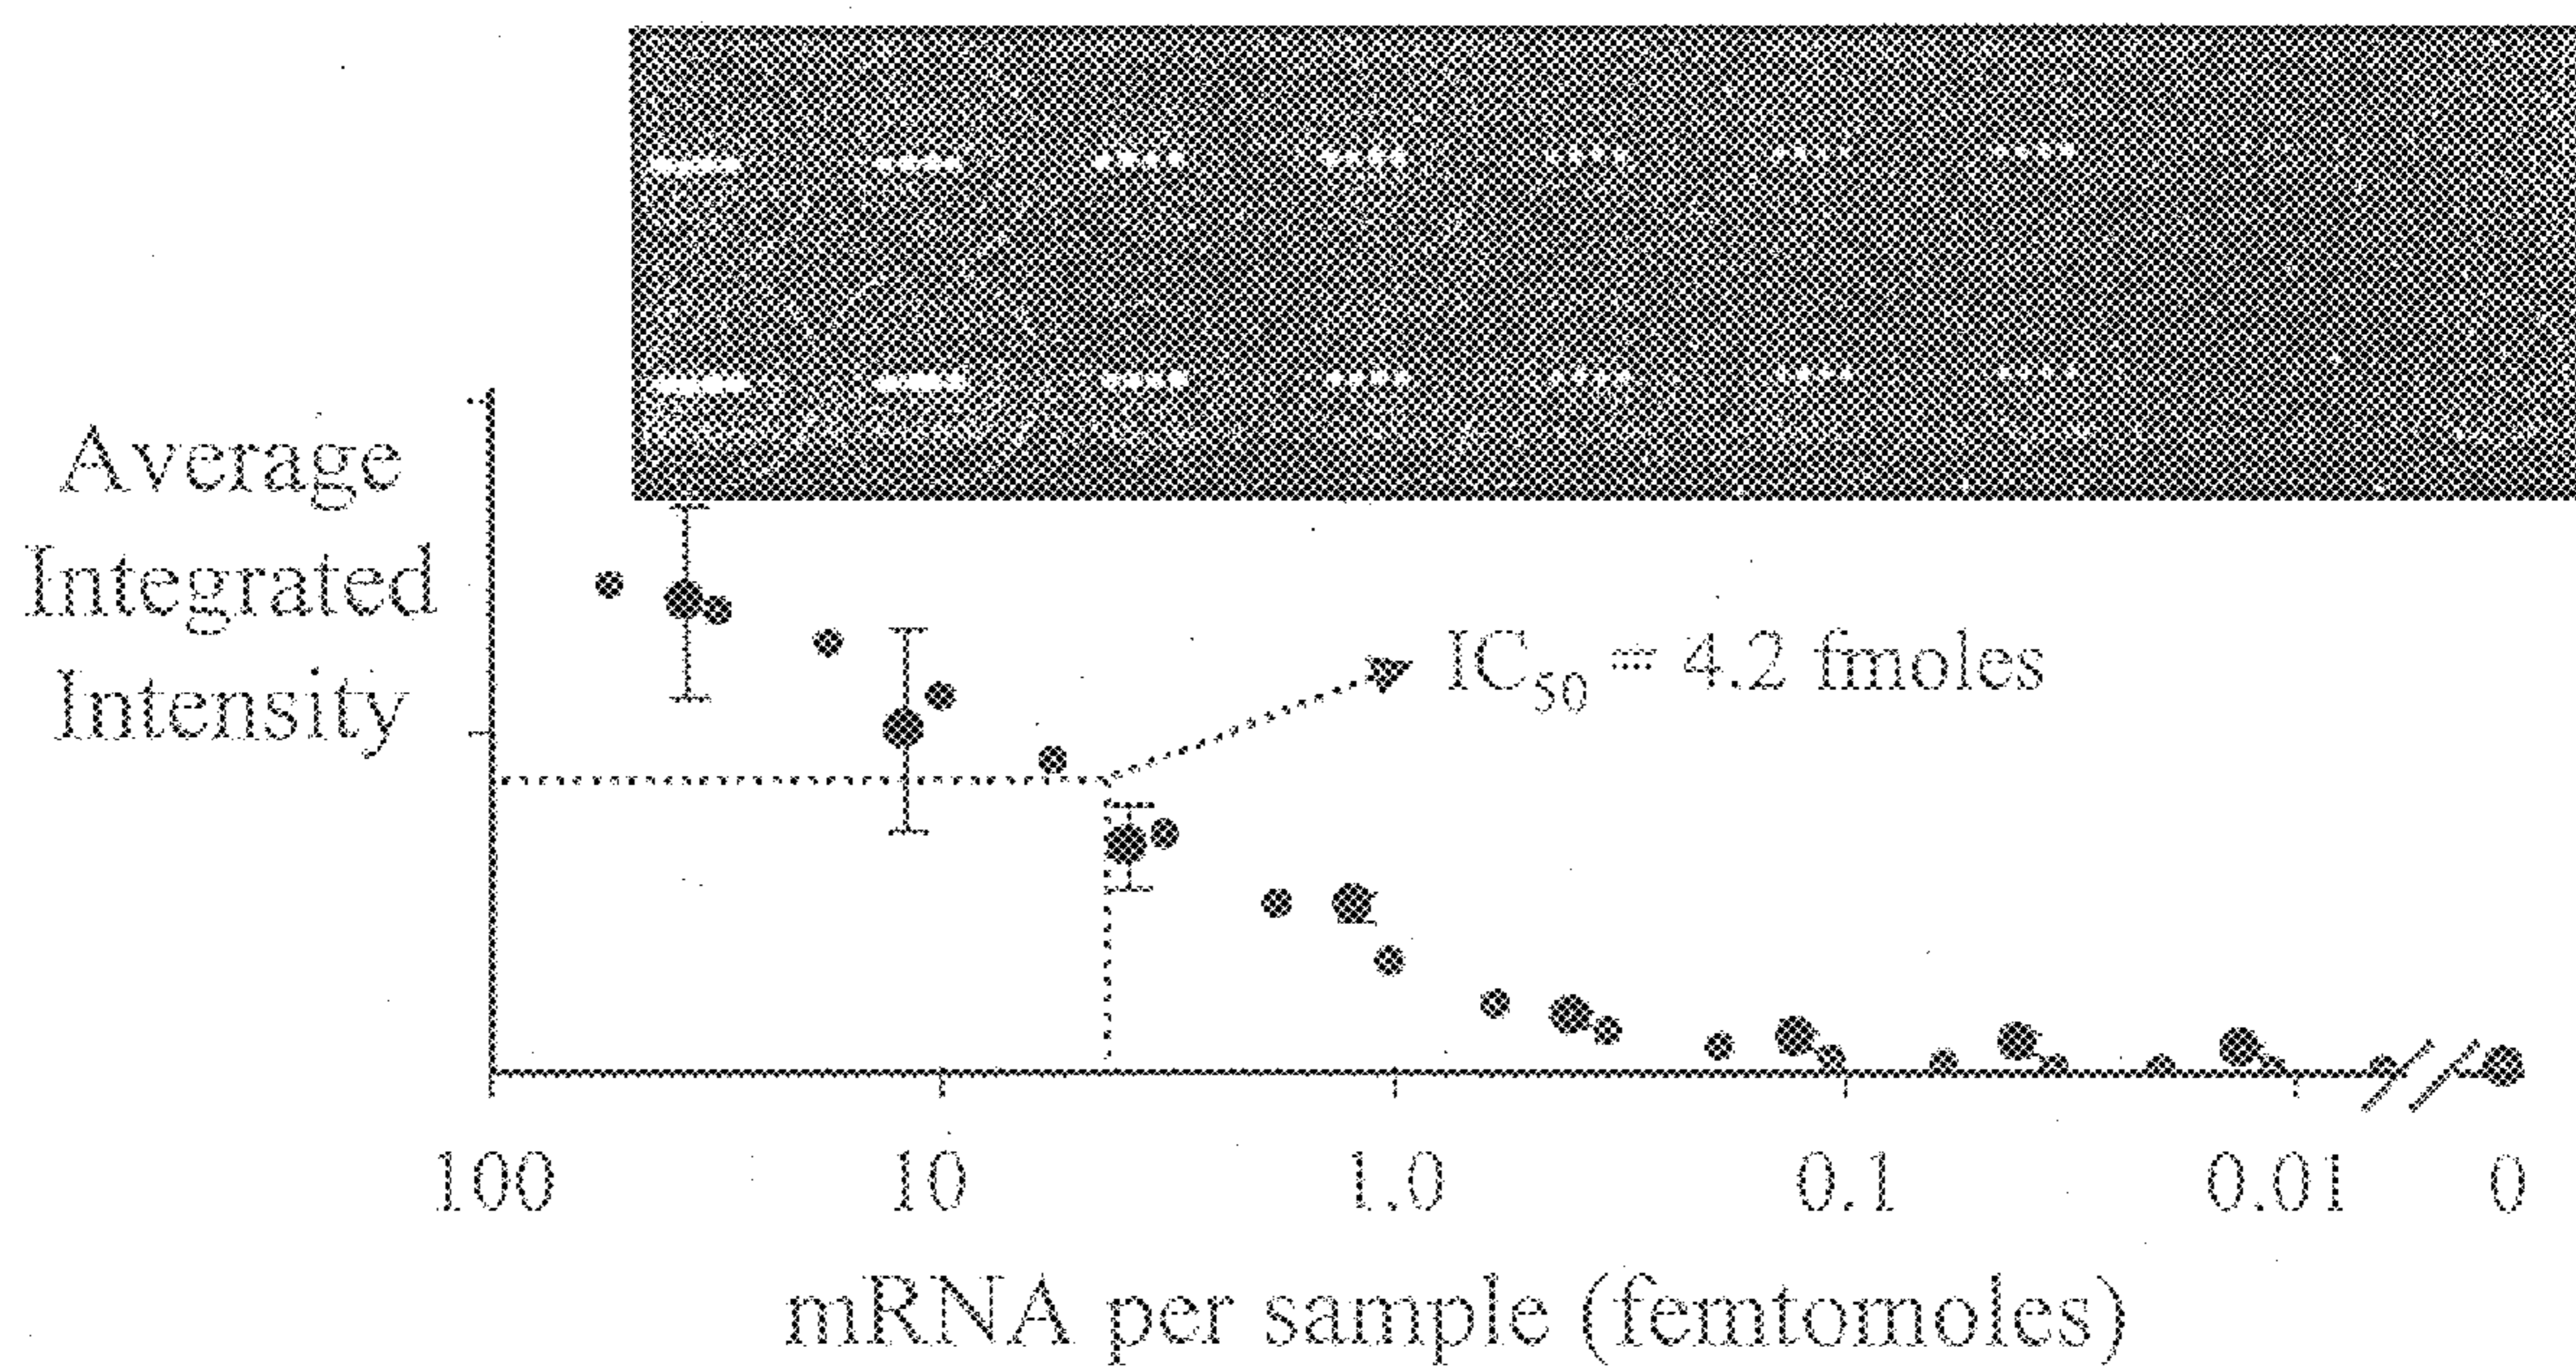 Average
Integrated
Intensity
IC₅₀ = 4.2 fmoles
100 10 1.0 0.1 0.01 0
mRNA per sample (femtomoles)